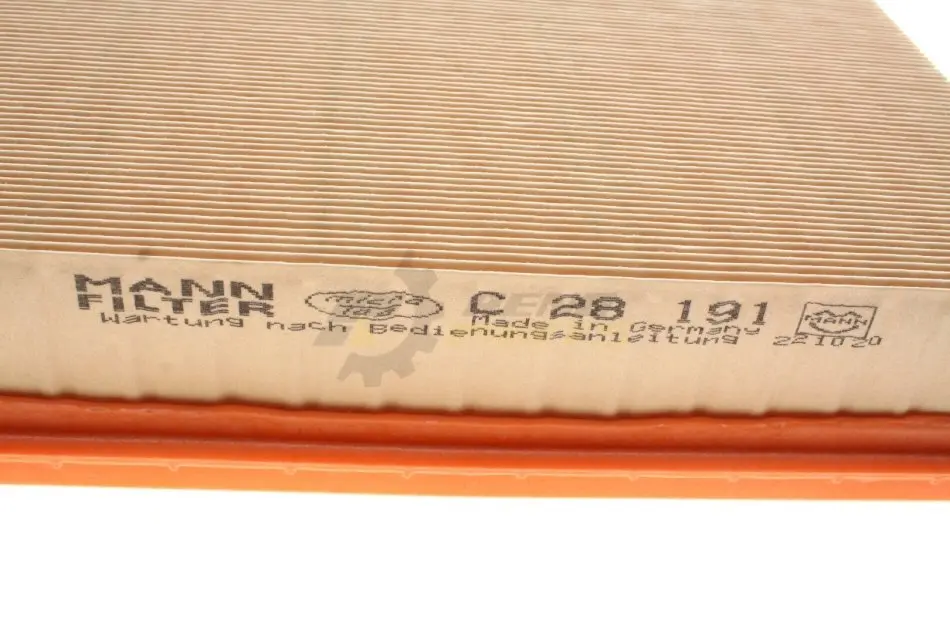 MANN
FILTER
micro
top
C 28 191
Made in Germany
Wartung nach Bedienungsanleitung
MANN
221020